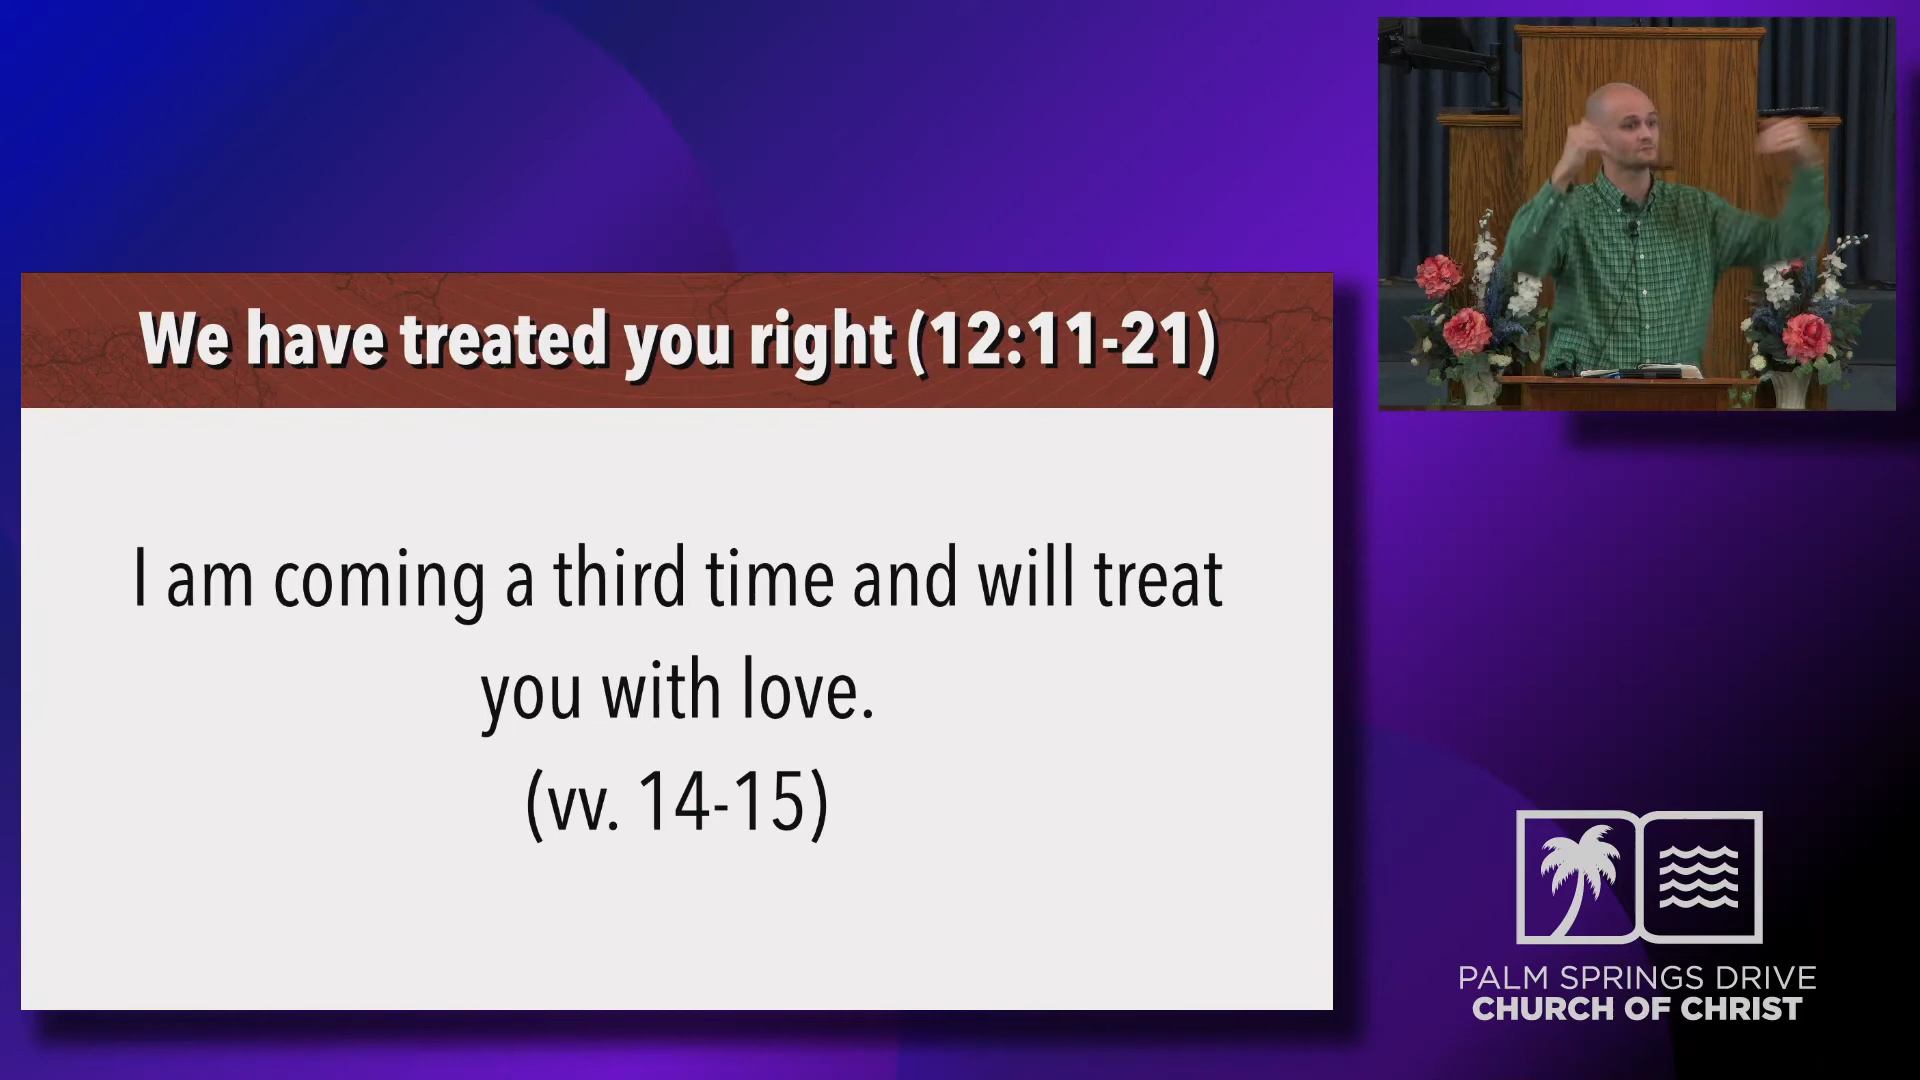 We have treated you right (12:11-21)
I am coming a third time and will treat
you with love.
(vv. 14-15)
PALM SPRINGS DRIVE
CHURCH OF CHRIST